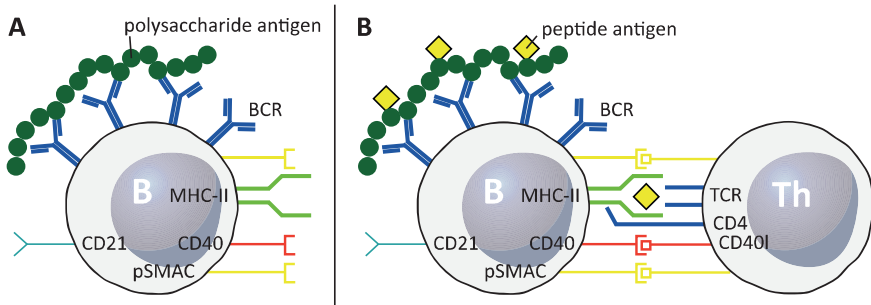 A
polysaccharide antigen
BCR
B
MHC-II
CD21
CD40
pSMAC
B
peptide antigen
BCR
B
MHC-II
CD21
CD40
pSMAC
TCR
Th
CD4
CD40l